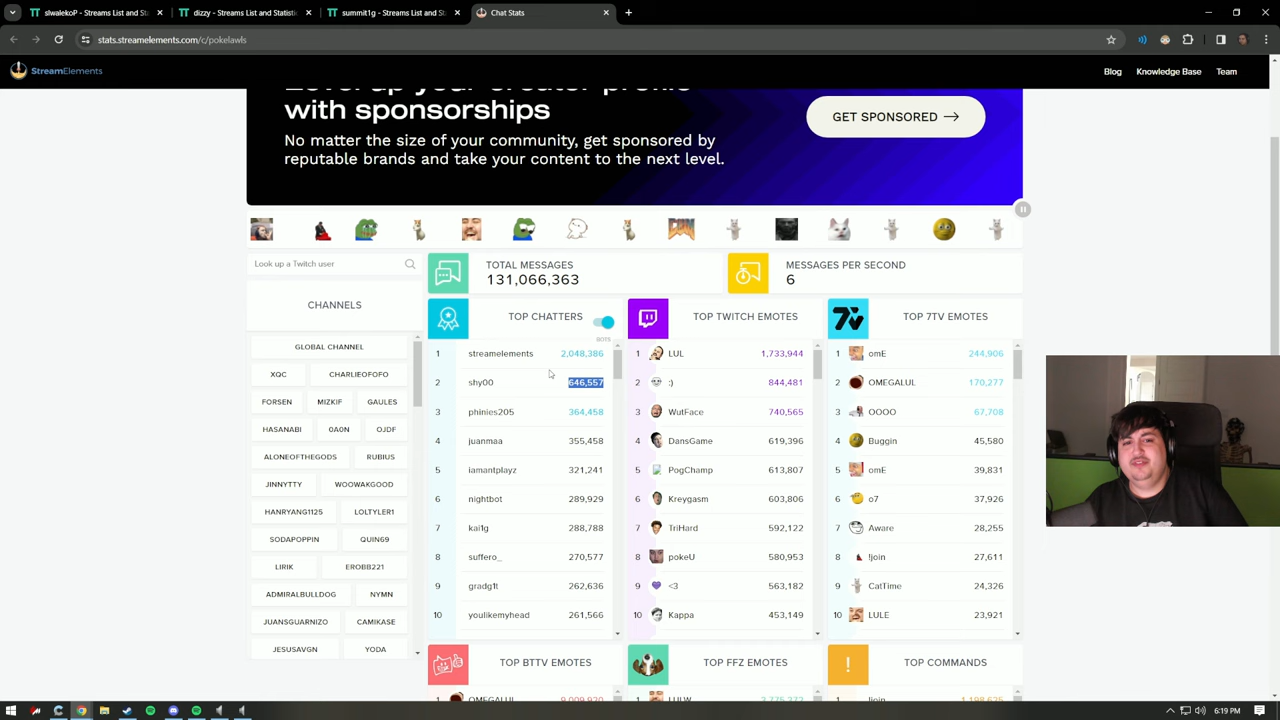 slwalekoP - Streams List and Sta
dizzy - Streams List and Statistic
summit1g - Streams List and Sta
Chat Stats
stats.streamelements.com/c/pokelawls
StreamElements
Blog
Knowledge Base
Team
with sponsorships
GET SPONSORED
No matter the size of your community, get sponsored by
reputable brands and take your content to the next level.
Look up a Twitch user
TOTAL MESSAGES
131,066,363
MESSAGES PER SECOND
6
CHANNELS
GLOBAL CHANNEL
XQC CHARLIEOFOFO
FORSEN MIZKIF GAULES
HASANABI 0A0N OJDF
ALONEOFTHEGODS RUBIUS
JINNYTTY WOOWAKGOOD
HANRYANG1125 LOLTYLER1
SODAPOPPIN QUIN69
LIRIK EROBB221
ADMIRALBULLDOG NYMN
JUANSGUARNIZO CAMIKASE
JESUSAVGN YODA
TOP CHATTERS
BOTS
1 streamelements 2,048,386
2 shy00 646,557
3 phinies205 364,458
4 juanmaa 355,458
5 iamantplayz 321,241
6 nightbot 289,929
7 kai1g 288,788
8 suffero_ 270,577
9 gradg1t 262,636
10 youlikemyhead 261,566
TOP TWITCH EMOTES
1 LUL 1,733,944
2 :) 844,481
3 WutFace 740,565
4 DansGame 619,396
5 PogChamp 613,807
6 Kreygasm 603,806
7 TriHard 592,122
8 pokeU 580,953
9 <3 563,182
10 Kappa 453,149
TOP 7TV EMOTES
1 omE 244,906
2 OMEGALUL 170,277
3 OOOO 67,708
4 Buggin 45,580
5 omE 39,831
6 o7 37,926
7 Aware 28,255
8 !join 27,611
9 CatTime 24,326
10 LULE 23,921
TOP BTTV EMOTES
TOP FFZ EMOTES
TOP COMMANDS
6:19 PM